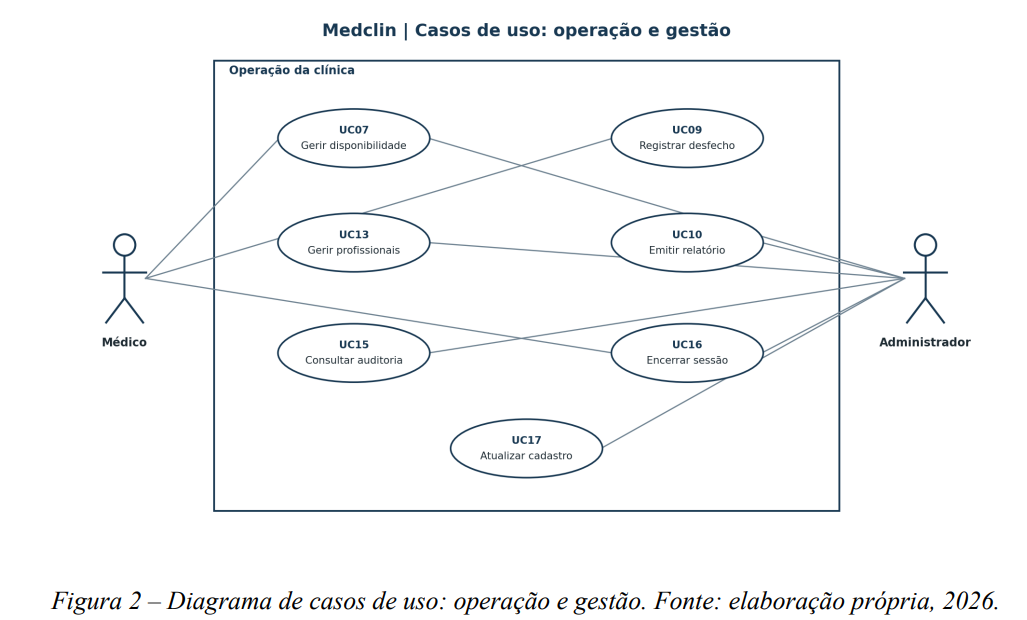 Medclin | Casos de uso: operação e gestão
Operação da clínica
UC07
Gerir disponibilidade
UC09
Registrar desfecho
UC13
Gerir profissionais
UC10
Emitir relatório
Médico
Administrador
UC15
Consultar auditoria
UC16
Encerrar sessão
UC17
Atualizar cadastro
Figura 2 – Diagrama de casos de uso: operação e gestão. Fonte: elaboração própria, 2026.